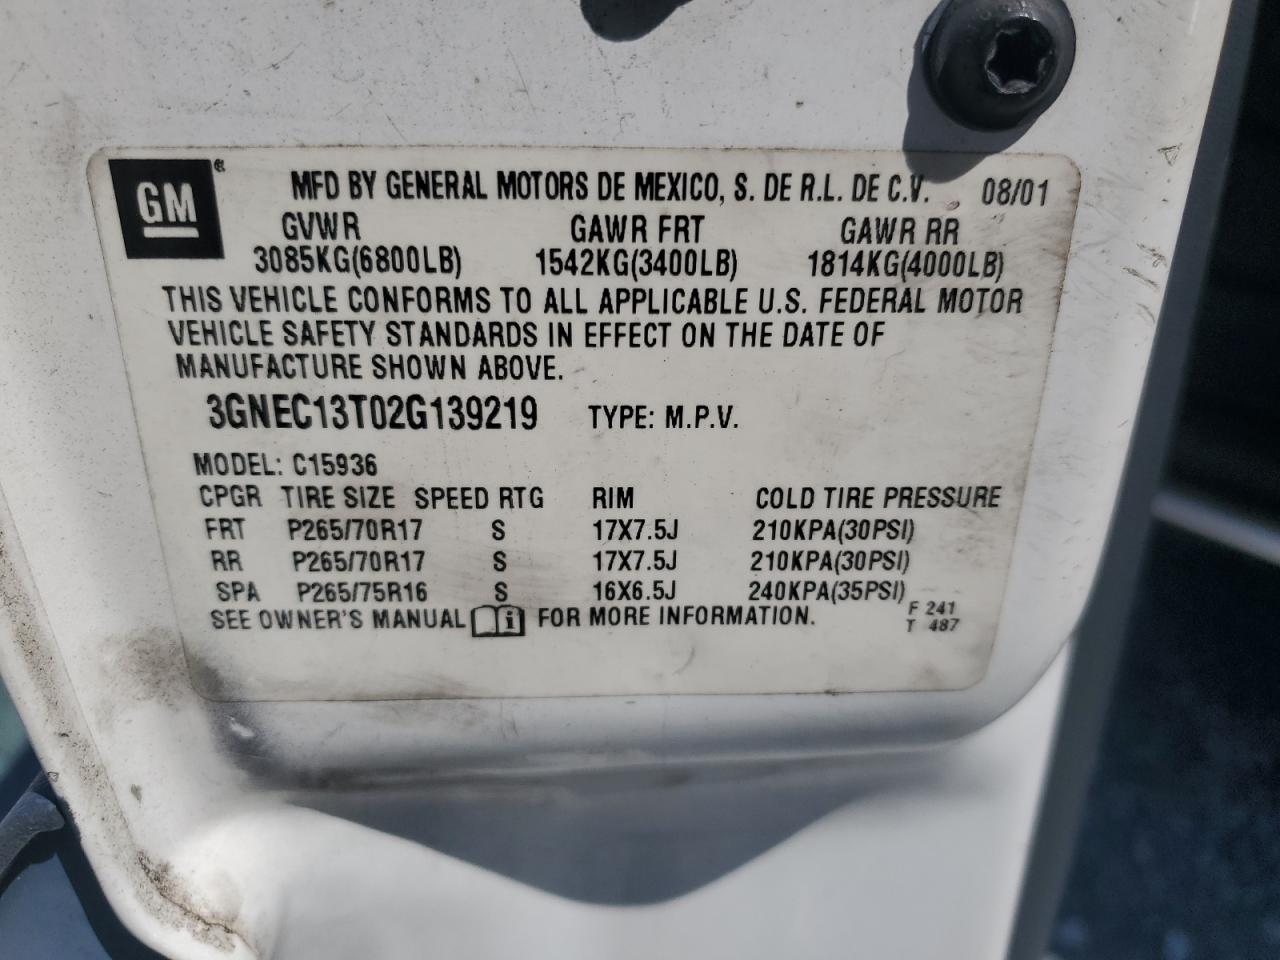 GM ®
MFD BY GENERAL MOTORS DE MEXICO, S. DE R.L. DE C.V. 08/01
GVWR GAWR FRT GAWR RR
3085KG(6800LB) 1542KG(3400LB) 1814KG(4000LB)
THIS VEHICLE CONFORMS TO ALL APPLICABLE U.S. FEDERAL MOTOR
VEHICLE SAFETY STANDARDS IN EFFECT ON THE DATE OF
MANUFACTURE SHOWN ABOVE.
3GNEC13T02G139219 TYPE: M.P.V.
MODEL: C15936
CPGR TIRE SIZE SPEED RTG RIM COLD TIRE PRESSURE
FRT P265/70R17 S 17X7.5J 210KPA(30PSI)
RR P265/70R17 S 17X7.5J 210KPA(30PSI)
SPA P265/75R16 S 16X6.5J 240KPA(35PSI)
SEE OWNER'S MANUAL i FOR MORE INFORMATION.
F 241
T 487